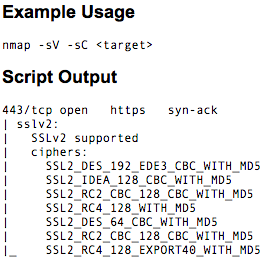 Example Usage
nmap -sV -sC <target>
Script Output
443/tcp open   https   syn-ack
| sslv2:
|   SSLv2 supported
|   ciphers:
|     SSL2_DES_192_EDE3_CBC_WITH_MD5
|     SSL2_IDEA_128_CBC_WITH_MD5
|     SSL2_RC2_CBC_128_CBC_WITH_MD5
|     SSL2_RC4_128_WITH_MD5
|     SSL2_DES_64_CBC_WITH_MD5
|     SSL2_RC2_CBC_128_CBC_WITH_MD5
|_    SSL2_RC4_128_EXPORT40_WITH_MD5